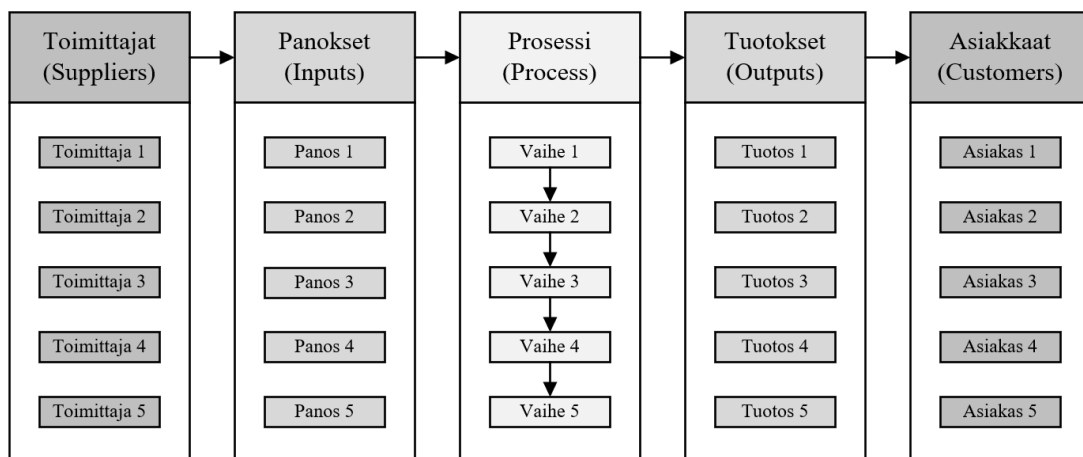 Toimittajat
(Suppliers)
Panokset
(Inputs)
Prosessi
(Process)
Tuotokset
(Outputs)
Asiakkaat
(Customers)
Toimittaja 1
Toimittaja 2
Toimittaja 3
Toimittaja 4
Toimittaja 5
Panos 1
Panos 2
Panos 3
Panos 4
Panos 5
Vaihe 1
Vaihe 2
Vaihe 3
Vaihe 4
Vaihe 5
Tuotos 1
Tuotos 2
Tuotos 3
Tuotos 4
Tuotos 5
Asiakas 1
Asiakas 2
Asiakas 3
Asiakas 4
Asiakas 5